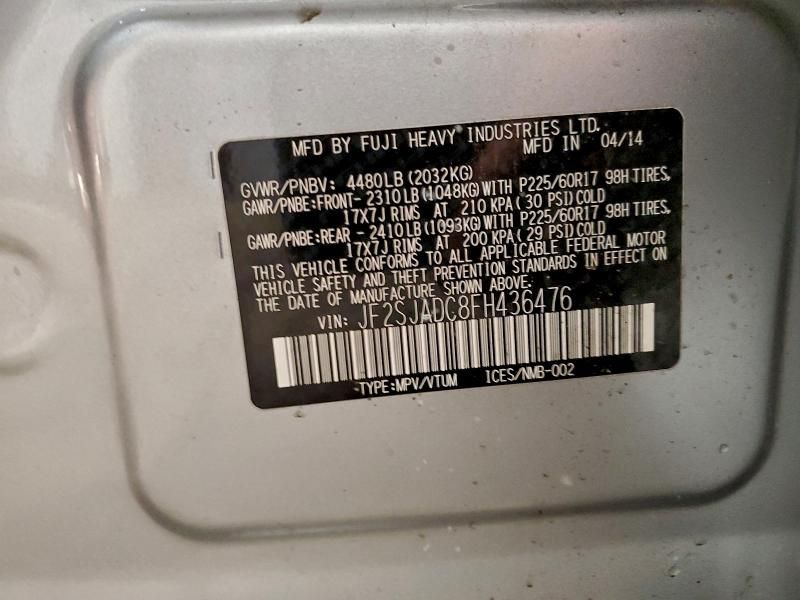 MFD BY FUJI HEAVY INDUSTRIES LTD.
MFD IN 04/14
GVWR/PNBV: 4480LB (2032KG)
GAWR/PNBE:FRONT- 2310LB (1048KG) WITH P225/60R17 98H TIRES,
17X7J RIMS AT 210 KPA (30 PSI) COLD
GAWR/PNBE:REAR - 2410LB (1093KG) WITH P225/60R17 98H TIRES,
17X7J RIMS AT 200 KPA (29 PSI) COLD
THIS VEHICLE CONFORMS TO ALL APPLICABLE FEDERAL MOTOR
VEHICLE SAFETY AND THEFT PREVENTION STANDARDS IN EFFECT ON
THE DATE OF MANUFACTURE SHOWN ABOVE.
VIN: JF2SJADC8FH436476
TYPE:MPV/VTUM ICES/NMB-002